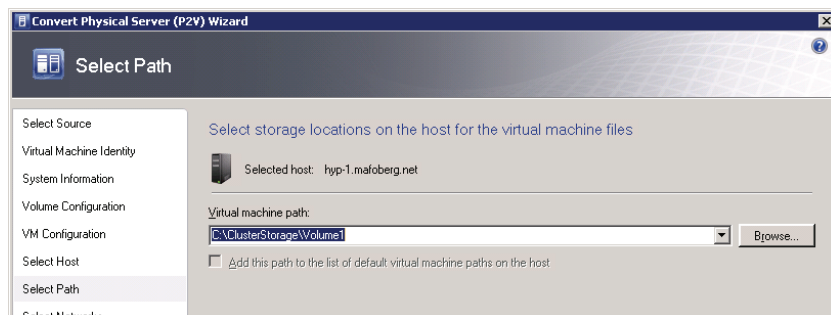 Convert Physical Server (P2V) Wizard
Select Path
Select Source
Virtual Machine Identity
System Information
Volume Configuration
VM Configuration
Select Host
Select Path
Select storage locations on the host for the virtual machine files
Selected host: hyp-1.mafoberg.net
Virtual machine path:
C:\ClusterStorage\Volume1
Browse...
Add this path to the list of default virtual machine paths on the host